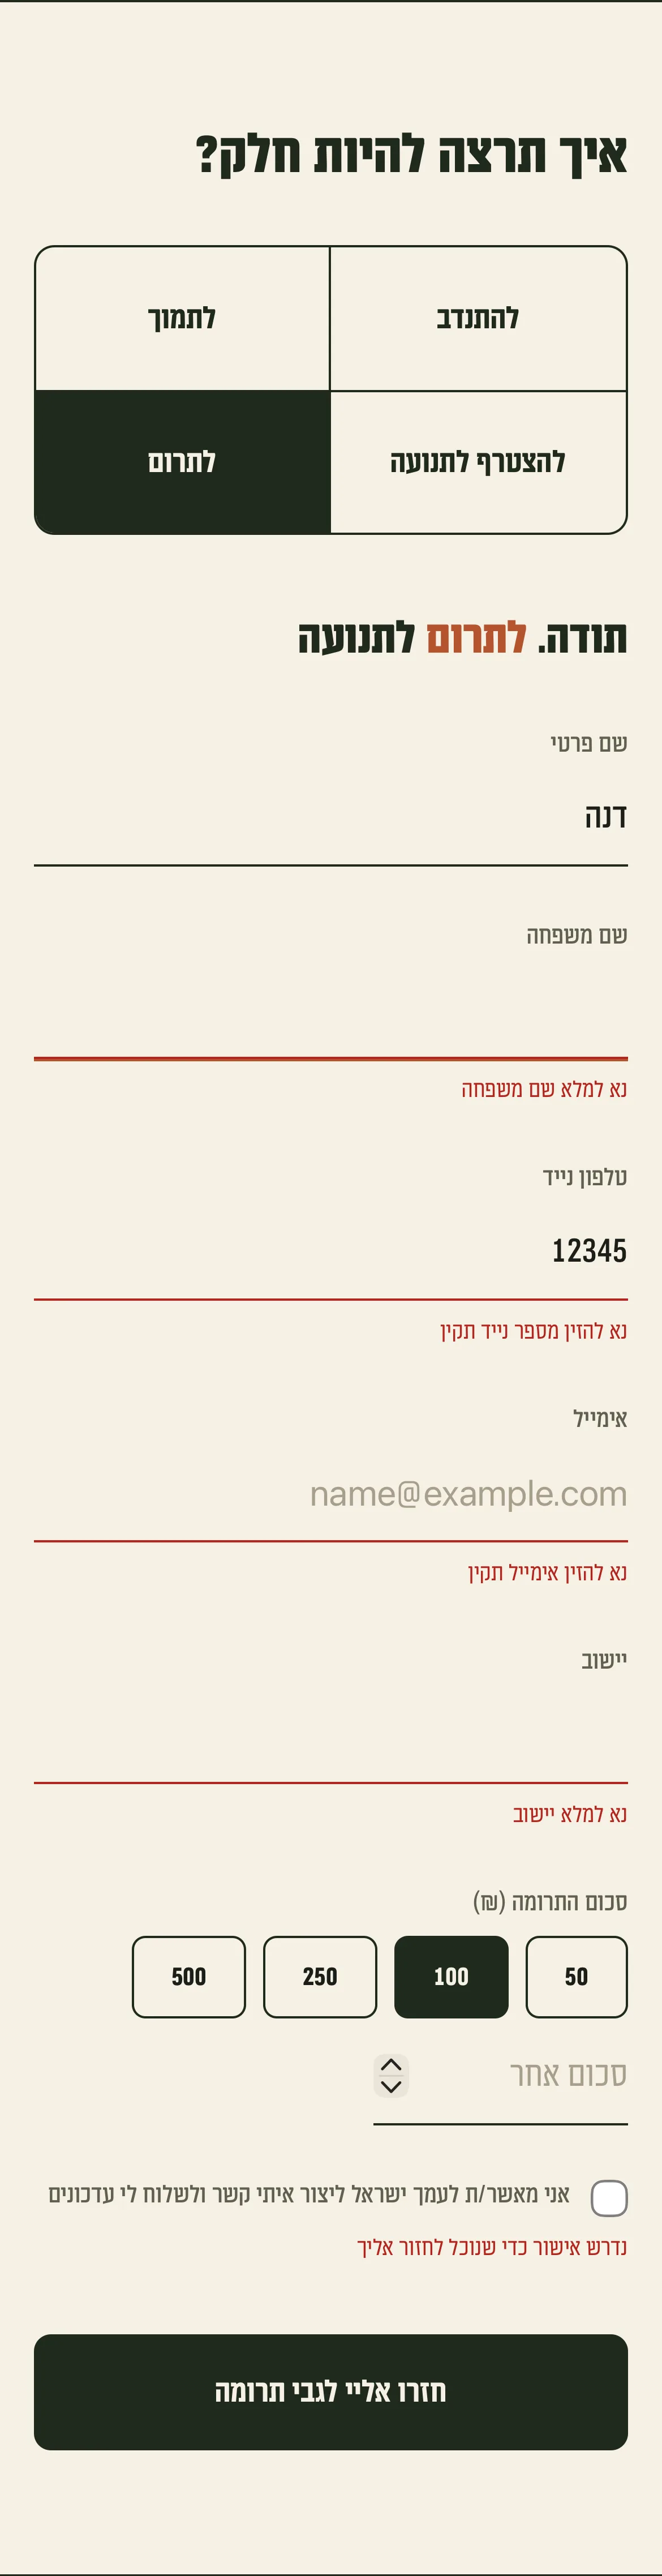 איך תרצה להיות חלק?
להתנדב
לתמוך
להצטרף לתנועה
לתרום
תודה. לתרום לתנועה
שם פרטי
דנה
שם משפחה
נא למלא שם משפחה
טלפון נייד
12345
נא להזין מספר נייד תקין
אימייל
name@example.com
נא להזין אימייל תקין
יישוב
נא למלא יישוב
סכום התרומה (₪)
50
100
250
500
סכום אחר
אני מאשר/ת לעמך ישראל ליצור איתי קשר ולשלוח לי עדכונים
נדרש אישור כדי שנוכל לחזור אליך
חזרו אליי לגבי תרומה